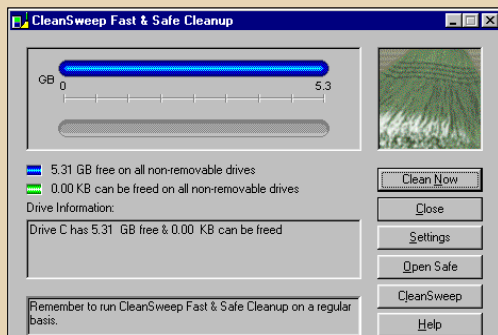 CleanSweep Fast & Safe Cleanup
GB 0 5.3
5.31 GB free on all non-removable drives
0.00 KB can be freed on all non-removable drives
Drive Information:
Drive C has 5.31 GB free & 0.00 KB can be freed
Remember to run CleanSweep Fast & Safe Cleanup on a regular
basis.
Clean Now
Close
Settings
Open Safe
CleanSweep
Help